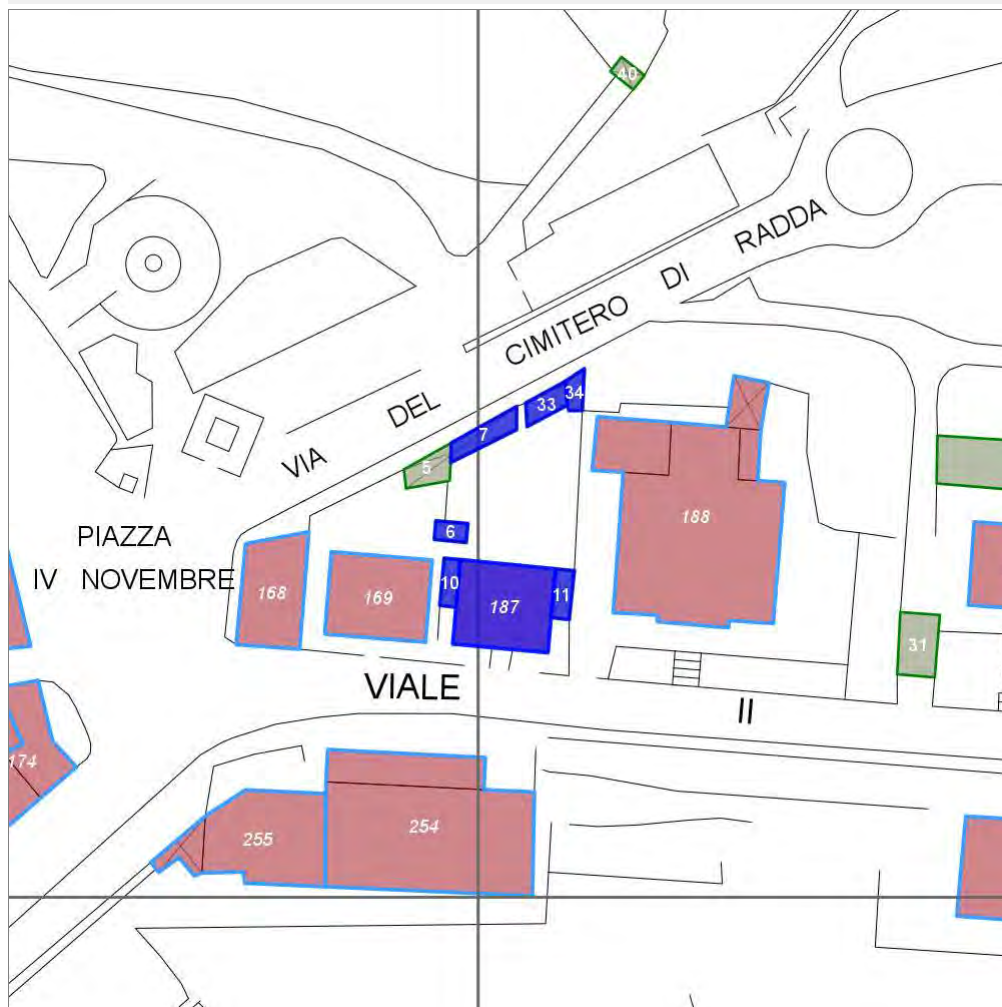 40
RADDA
DI
CIMITERO
DEL
VIA
34
33
7
5
6
PIAZZA
IV NOVEMBRE
168
169
10
187
11
188
31
VIALE
II
174
255
254